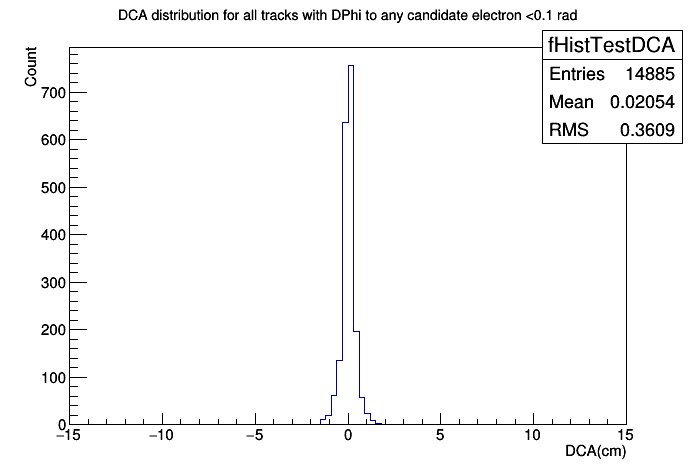 DCA distribution for all tracks with DPhi to any candidate electron <0.1 rad
fHistTestDCA
Entries 14885
Mean 0.02054
RMS 0.3609
Count
700
600
500
400
300
200
100
0
−15 −10 −5 0 5 10 15
DCA(cm)